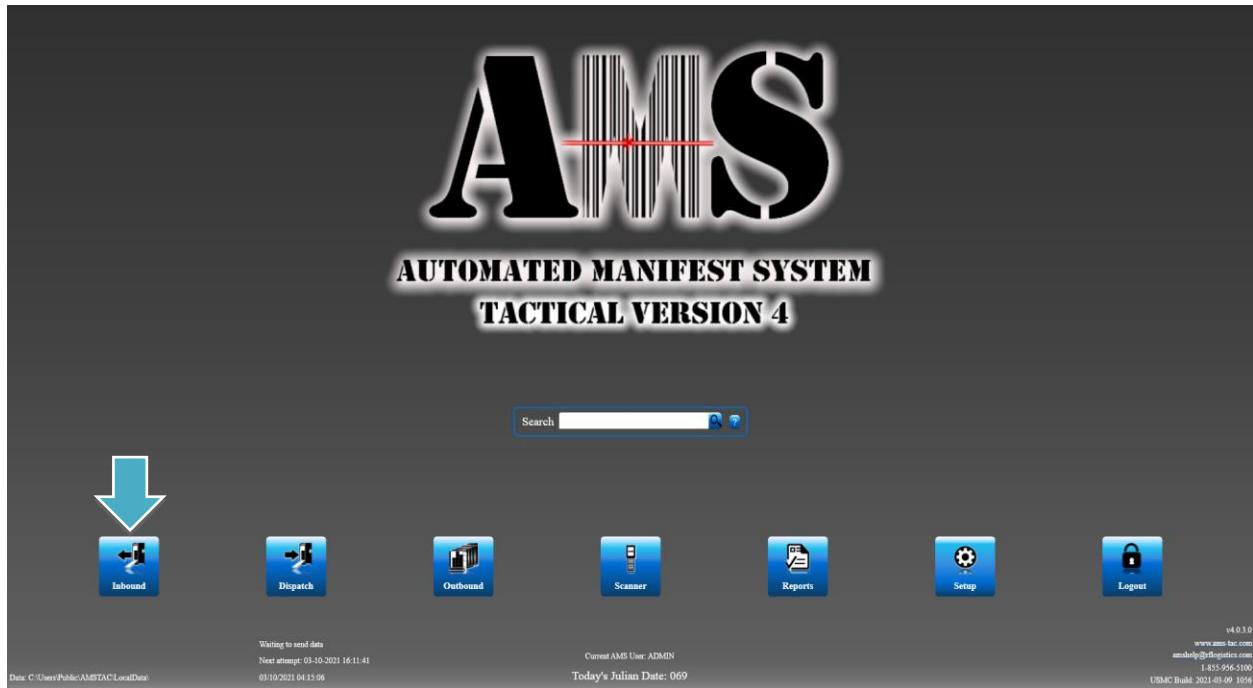 AMS
AUTOMATED MANIFEST SYSTEM
TACTICAL VERSION 4
Search
?
Inbound
Dispatch
Outbound
Scanner
Reports
Setup
Logout
Data: C:\Users\Public\AMSTAC\LocalData\
Waiting to send data
Next attempt: 03-10-2021 16:11:41
03/10/2021 04:15:06
Current AMS User: ADMIN
Today's Julian Date: 069
v4.0.3.0
www.ams-tac.com
amshelp@rflogistics.com
1-855-956-5100
USMC Build: 2021-03-09 1056